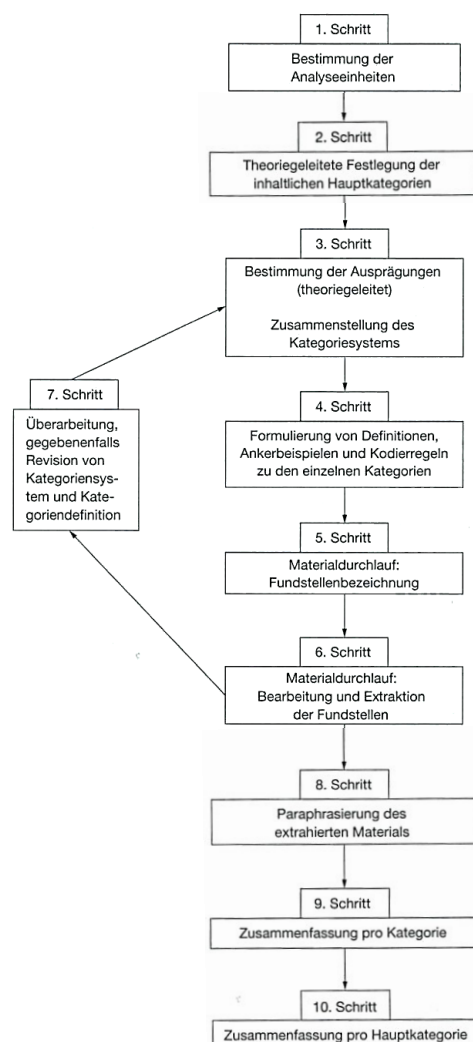 1. Schritt
Bestimmung der
Analyseeinheiten
2. Schritt
Theoriegeleitete Festlegung der
inhaltlichen Hauptkategorien
3. Schritt
Bestimmung der Ausprägungen
(theoriegeleitet)
Zusammenstellung des
Kategoriesystems
4. Schritt
Formulierung von Definitionen,
Ankerbeispielen und Kodierregeln
zu den einzelnen Kategorien
5. Schritt
Materialdurchlauf:
Fundstellenbezeichnung
6. Schritt
Materialdurchlauf:
Bearbeitung und Extraktion
der Fundstellen
7. Schritt
Überarbeitung,
gegebenenfalls
Revision von
Kategoriensys-
tem und Kate-
goriendefinition
8. Schritt
Paraphrasierung des
extrahierten Materials
9. Schritt
Zusammenfassung pro Kategorie
10. Schritt
Zusammenfassung pro Hauptkategorie